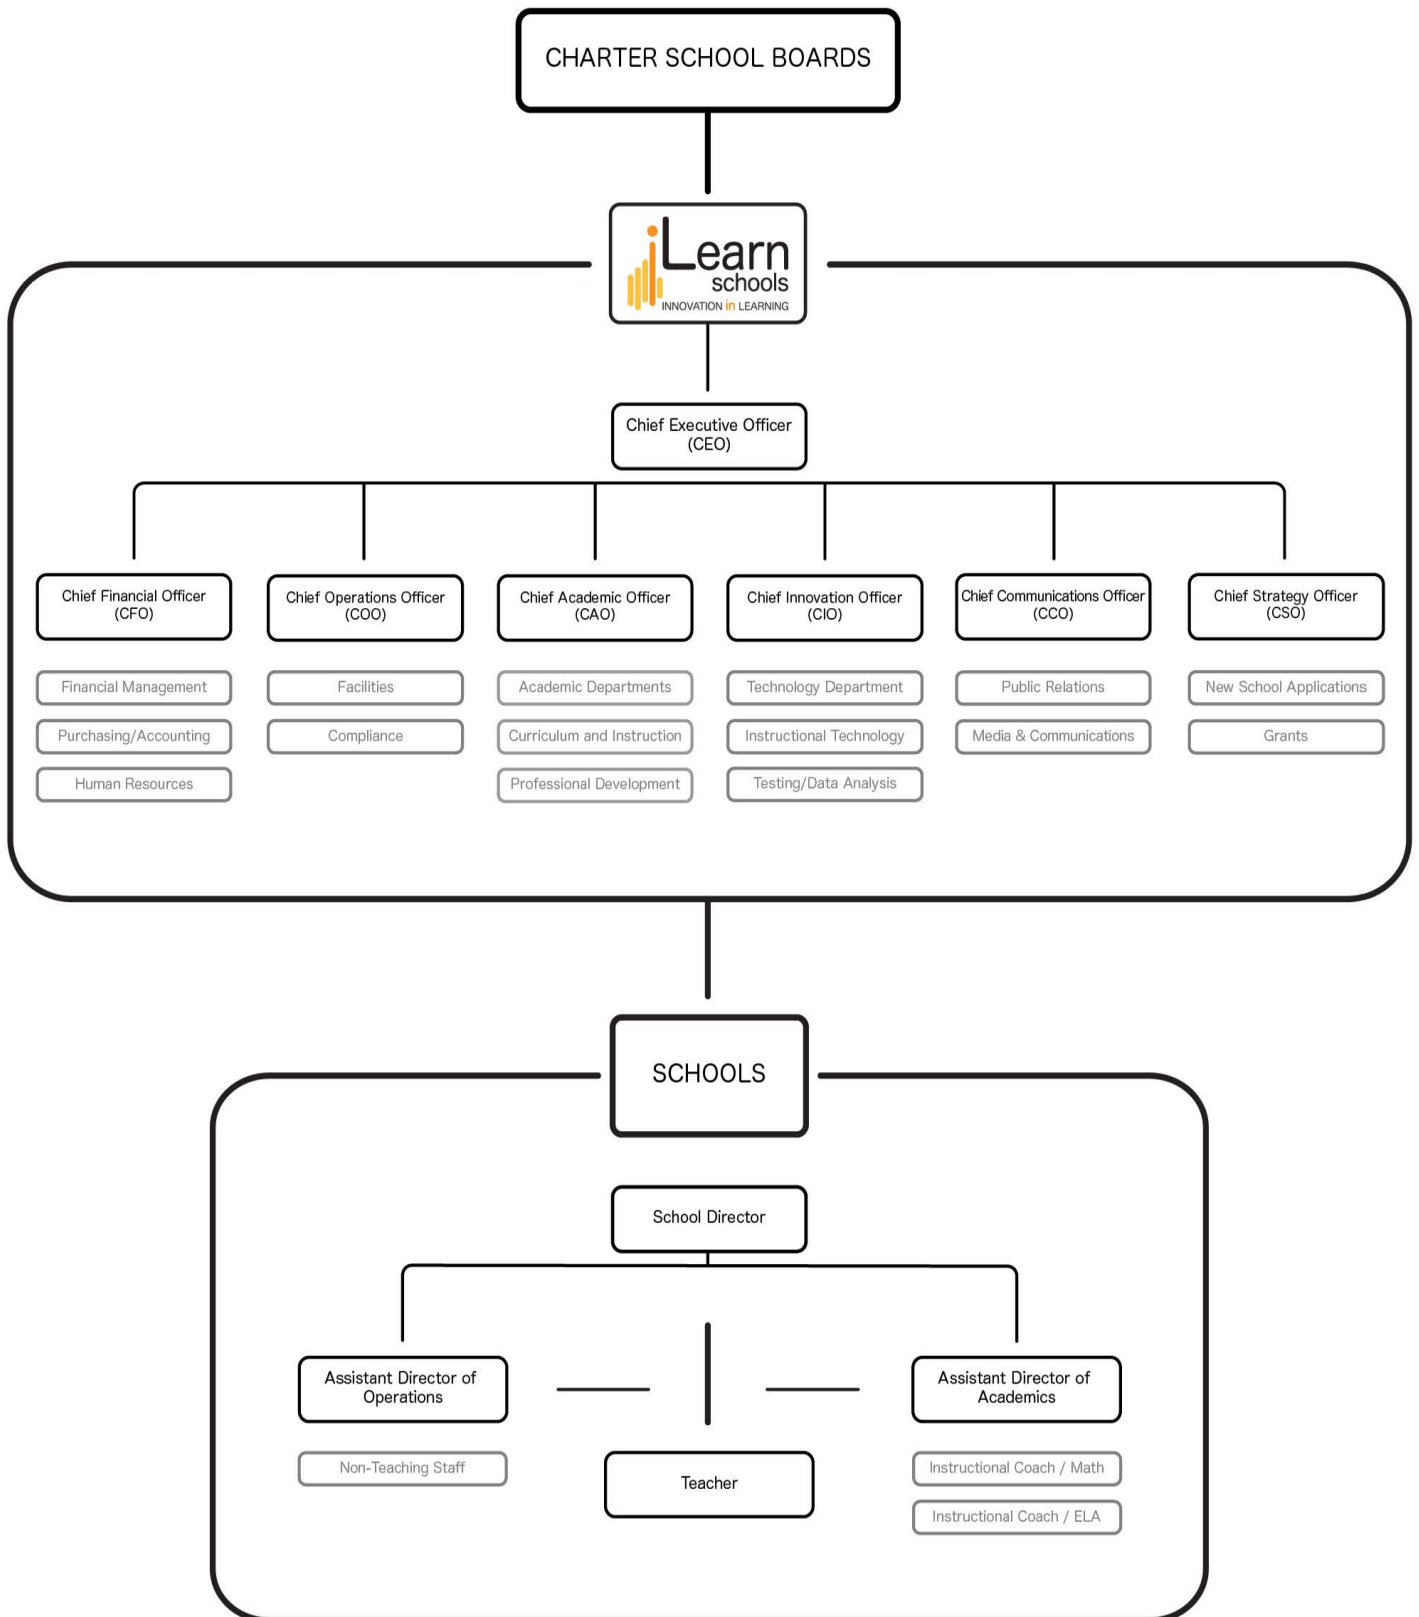 CHARTER SCHOOL BOARDS
iLearn
schools
INNOVATION in LEARNING
Chief Executive Officer
(CEO)
Chief Financial Officer
(CFO)
Financial Management
Purchasing/Accounting
Human Resources
Chief Operations Officer
(COO)
Facilities
Compliance
Chief Academic Officer
(CAO)
Academic Departments
Curriculum and Instruction
Professional Development
Chief Innovation Officer
(CIO)
Technology Department
Instructional Technology
Testing/Data Analysis
Chief Communications Officer
(CCO)
Public Relations
Media & Communications
Chief Strategy Officer
(CSO)
New School Applications
Grants
SCHOOLS
School Director
Assistant Director of
Operations
Non-Teaching Staff
Teacher
Assistant Director of
Academics
Instructional Coach / Math
Instructional Coach / ELA